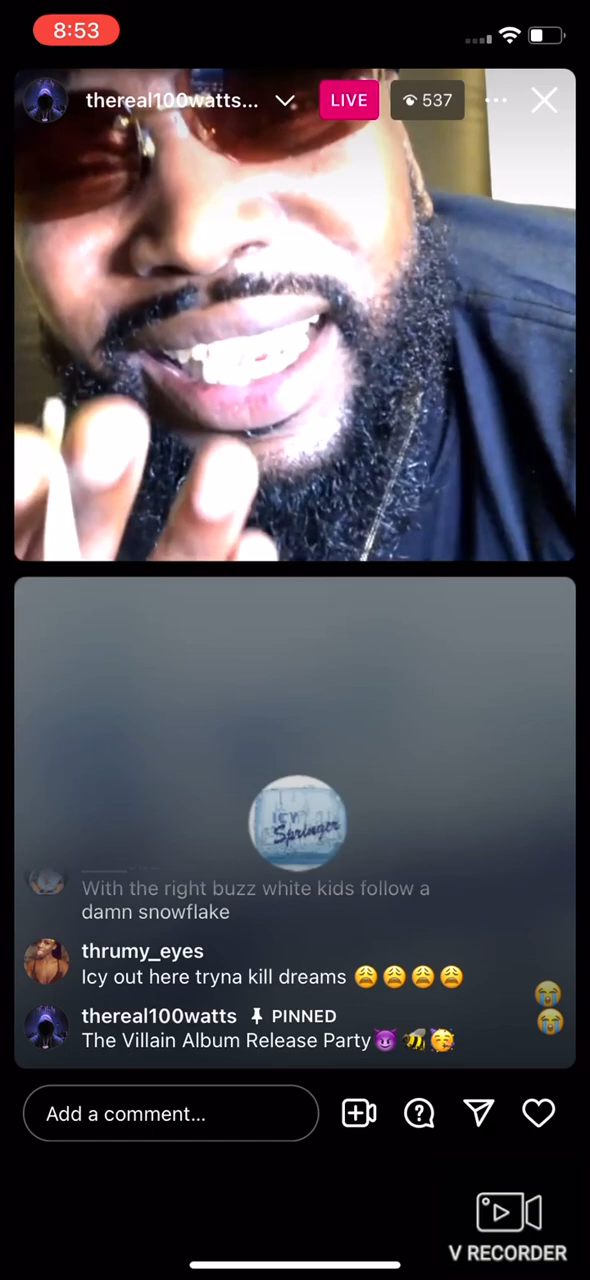 8:53
thereal100watts...
LIVE
537
ICY
Springer
With the right buzz white kids follow a
damn snowflake
thrumy_eyes
Icy out here tryna kill dreams 😩😩😩😩
thereal100watts PINNED
The Villain Album Release Party😈🐝🥳
Add a comment...
V RECORDER